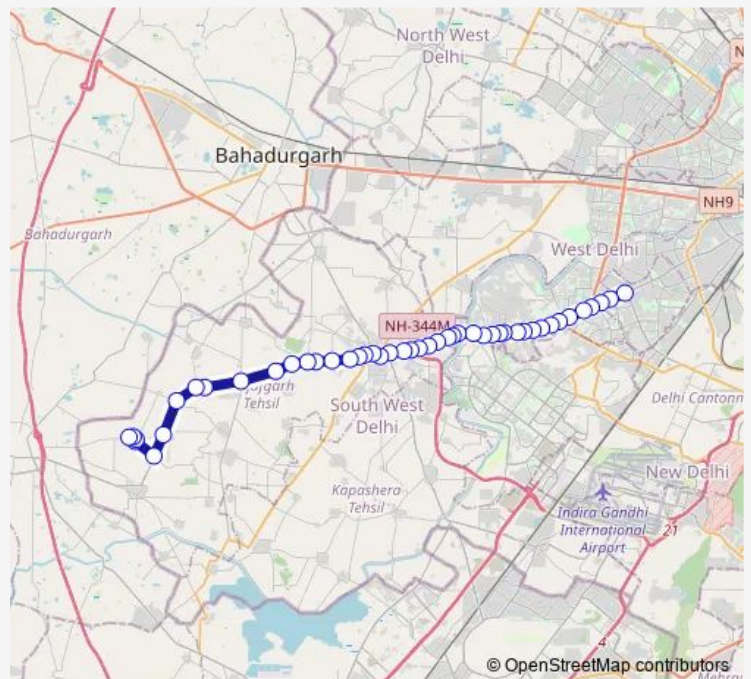 North West
Delhi
N
Bahadurgarh
NH9
Bahadurgarh
West Delhi
NH-344M
Tehsil
South West
Delhi
Delhi Cantonn
New Delhi
Kapashera
Tehsil
Indira Gandhi
International
Airport
21
4
© OpenStreetMap contributors